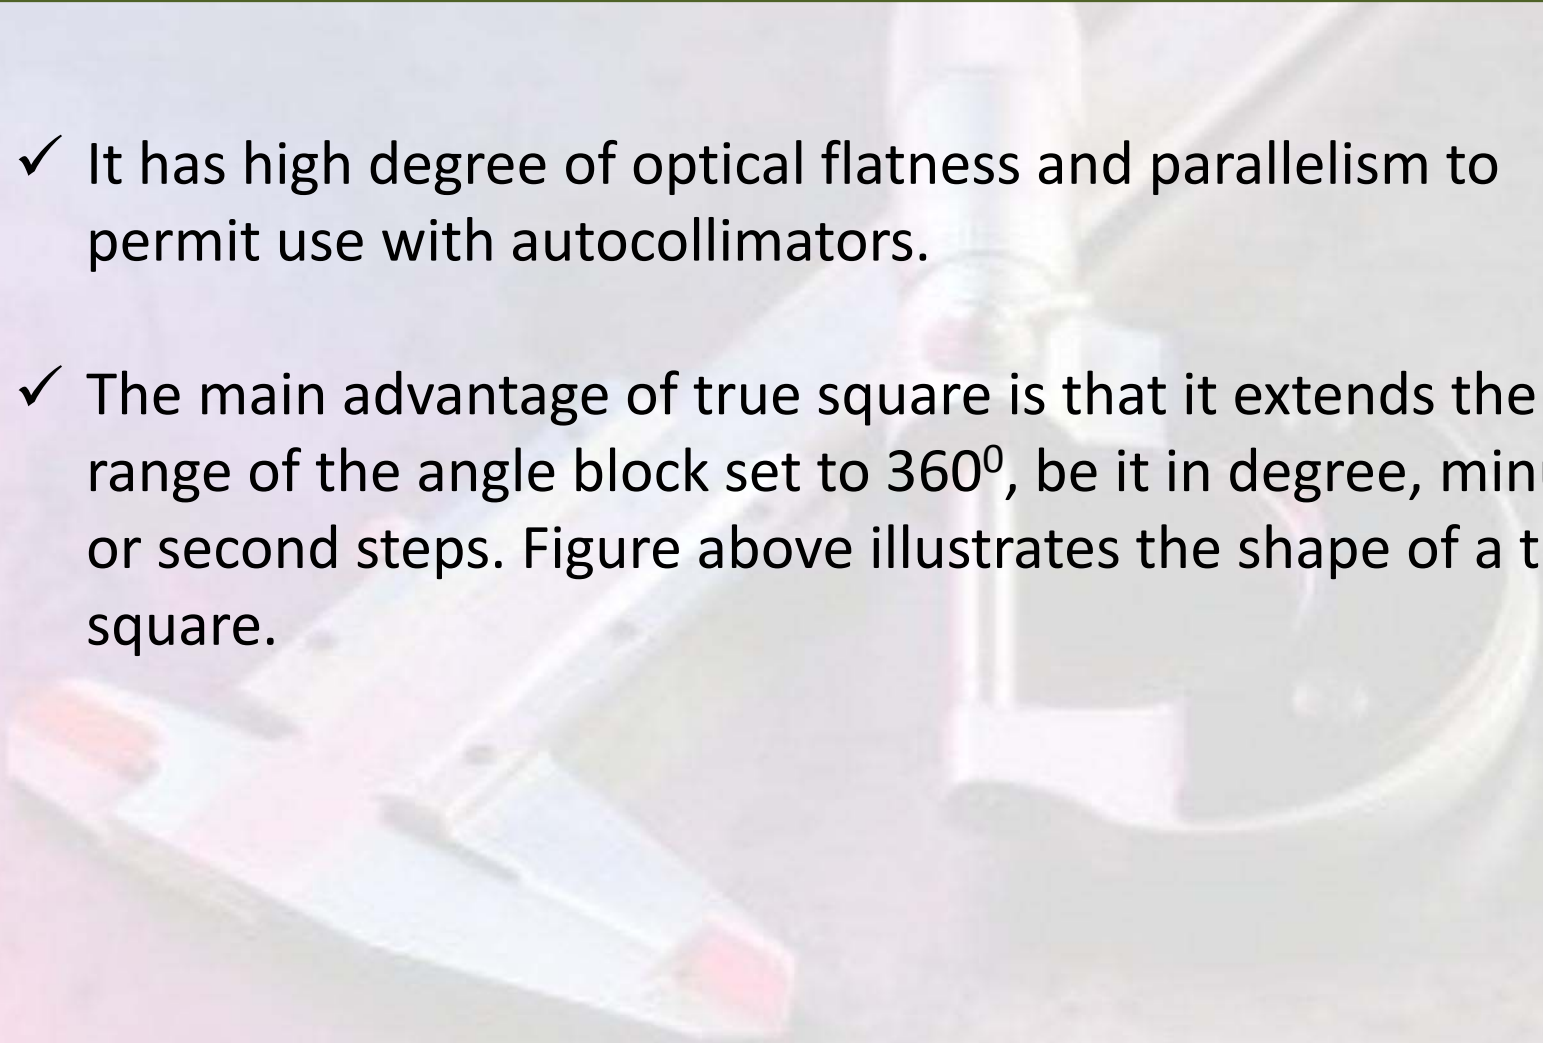 ✓ It has high degree of optical flatness and parallelism to
permit use with autocollimators.
✓ The main advantage of true square is that it extends the
range of the angle block set to 360⁰, be it in degree,
or second steps. Figure above illustrates the shape of a
square.